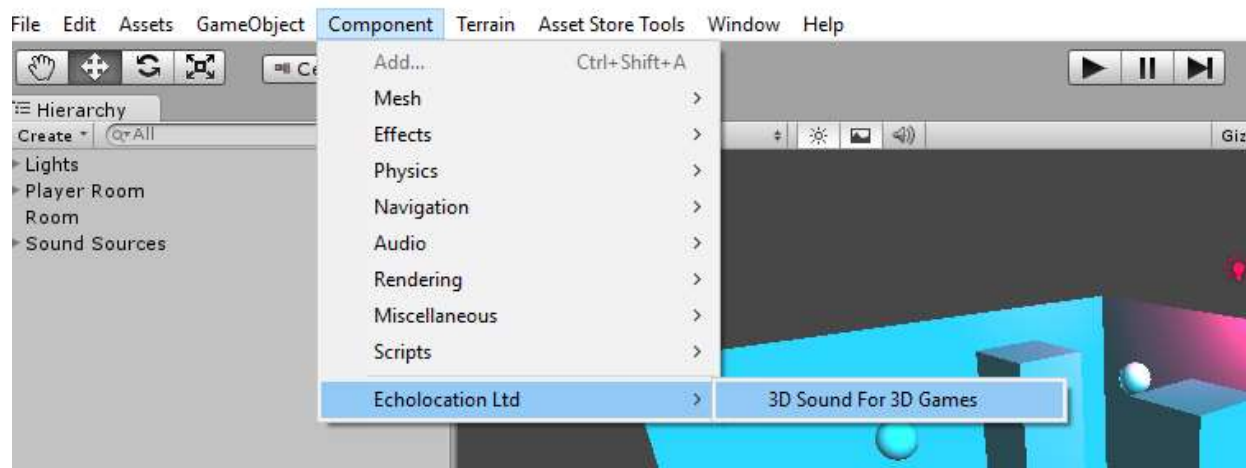 File Edit Assets GameObject Component Terrain Asset Store Tools Window Help
Add... Ctrl+Shift+A
Hierarchy
Mesh
Create All
Effects
Lights
Physics
Player Room
Navigation
Room
Audio
Sound Sources
Rendering
Miscellaneous
Scripts
Echolocation Ltd 3D Sound For 3D Games